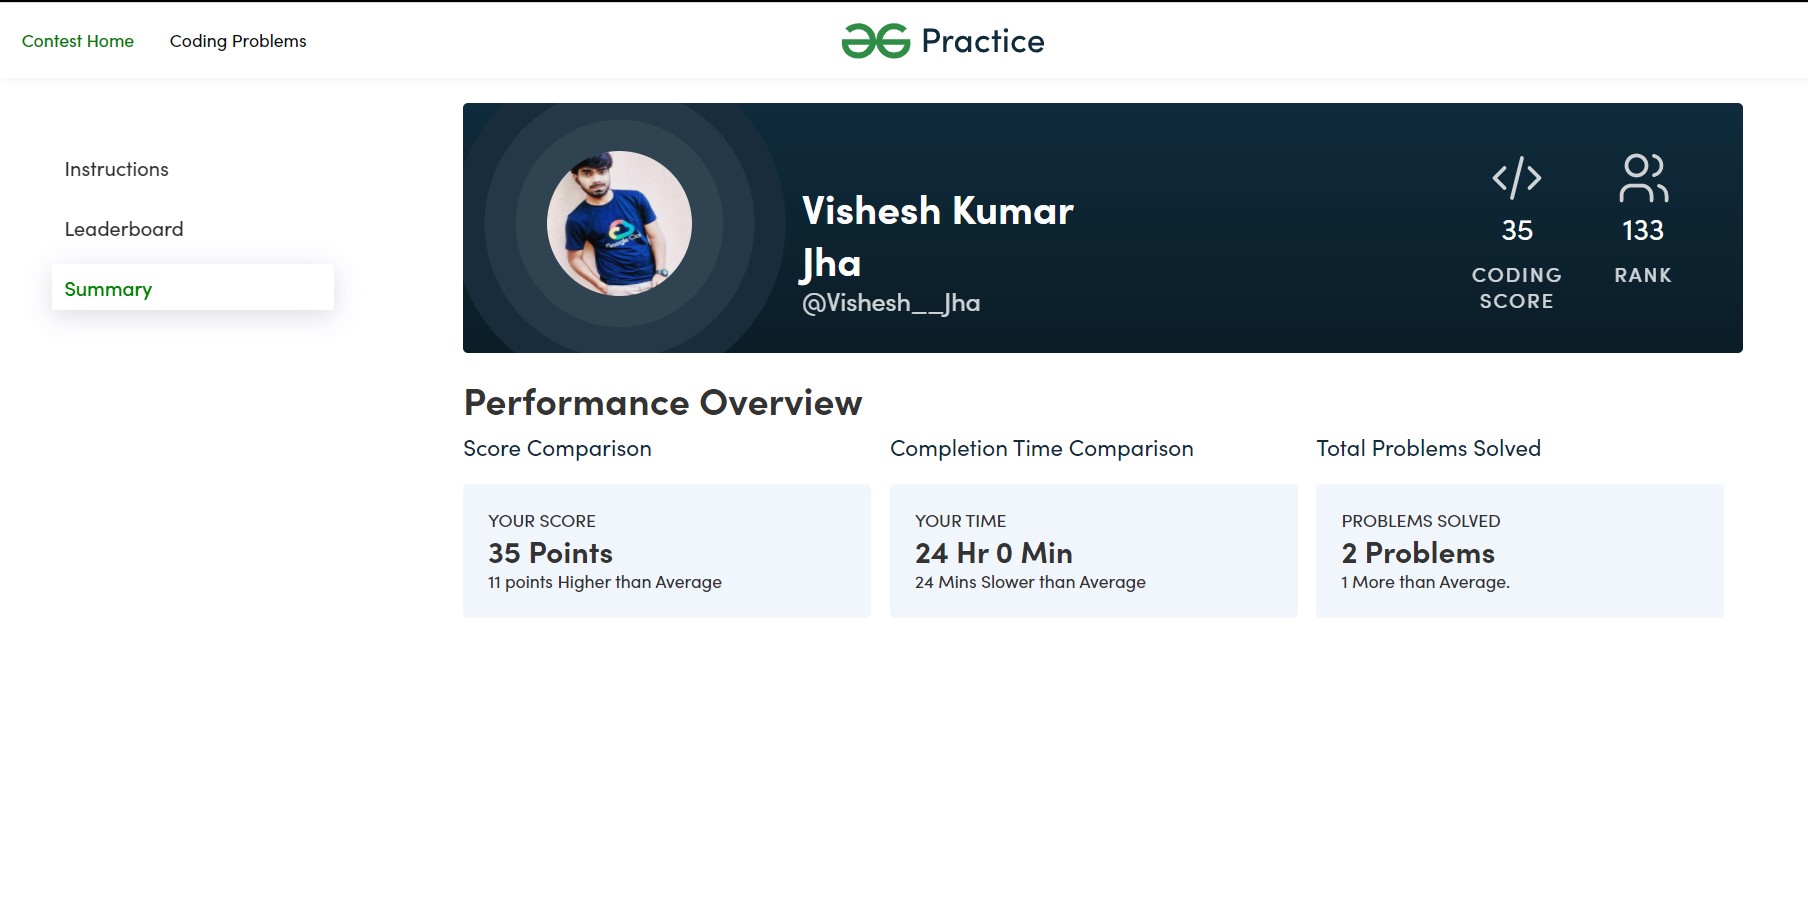 Contest Home
Coding Problems
Practice
Instructions
Leaderboard
Summary
Google Clo
Vishesh Kumar
Jha
@Vishesh__Jha
35
CODING
SCORE
133
RANK
Performance Overview
Score Comparison
YOUR SCORE
35 Points
11 points Higher than Average
Completion Time Comparison
YOUR TIME
24 Hr 0 Min
24 Mins Slower than Average
Total Problems Solved
PROBLEMS SOLVED
2 Problems
1 More than Average.